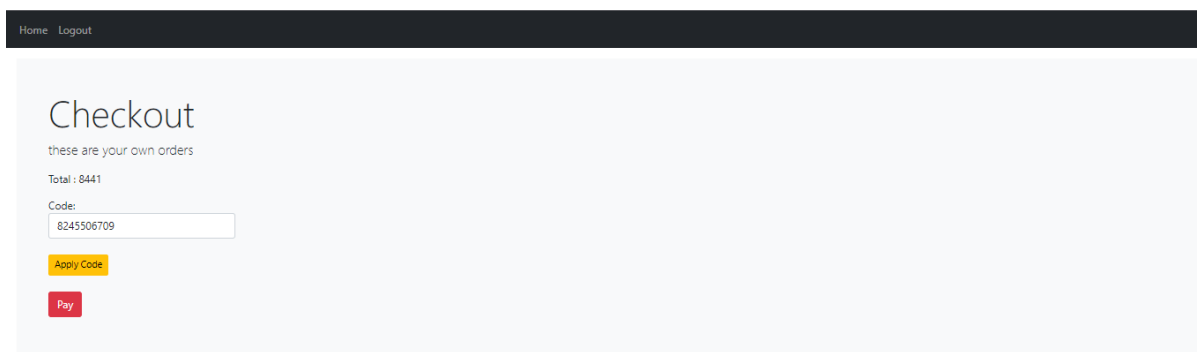 Home Logout
Checkout
these are your own orders
Total : 8441
Code:
8245506709
Apply Code
Pay